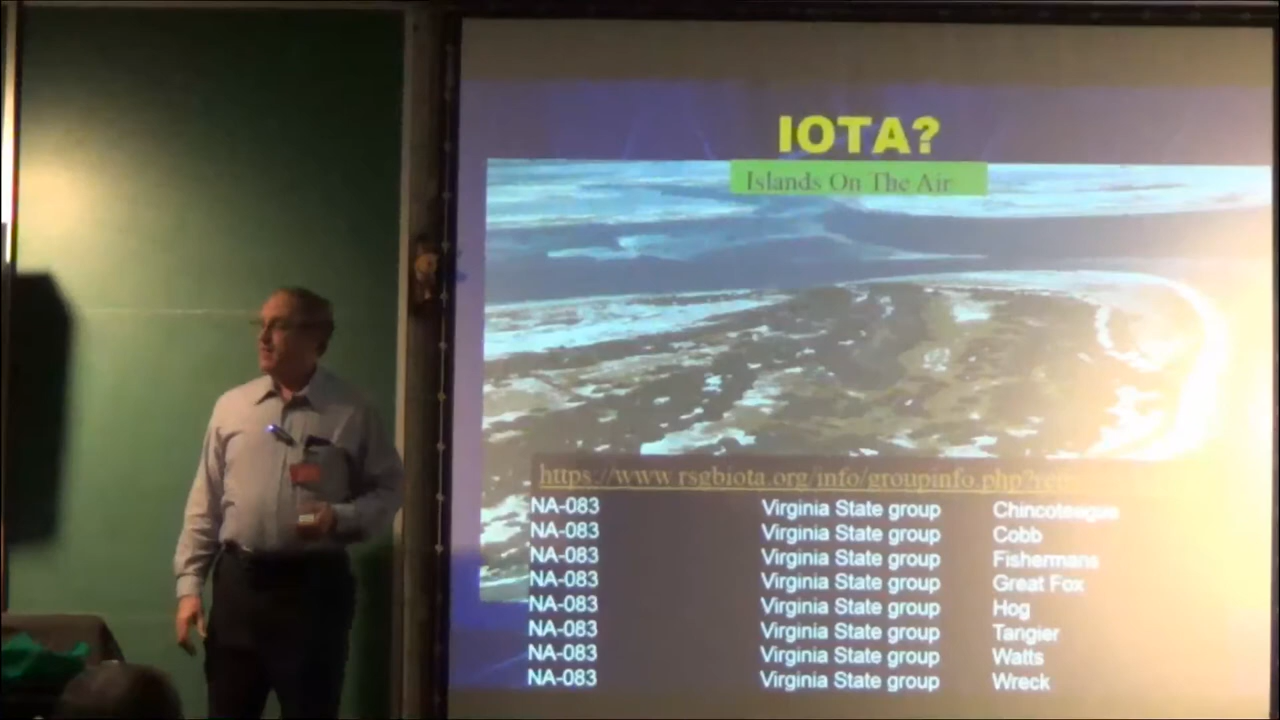 IOTA?
Islands On The Air
https://www.rsgbiota.org/info/groupinfo.php?
NA-083 Virginia State group Chincoteague
NA-083 Virginia State group Cobb
NA-083 Virginia State group Fishermans
NA-083 Virginia State group Great Fox
NA-083 Virginia State group Hog
NA-083 Virginia State group Tangier
NA-083 Virginia State group Watts
NA-083 Virginia State group Wreck